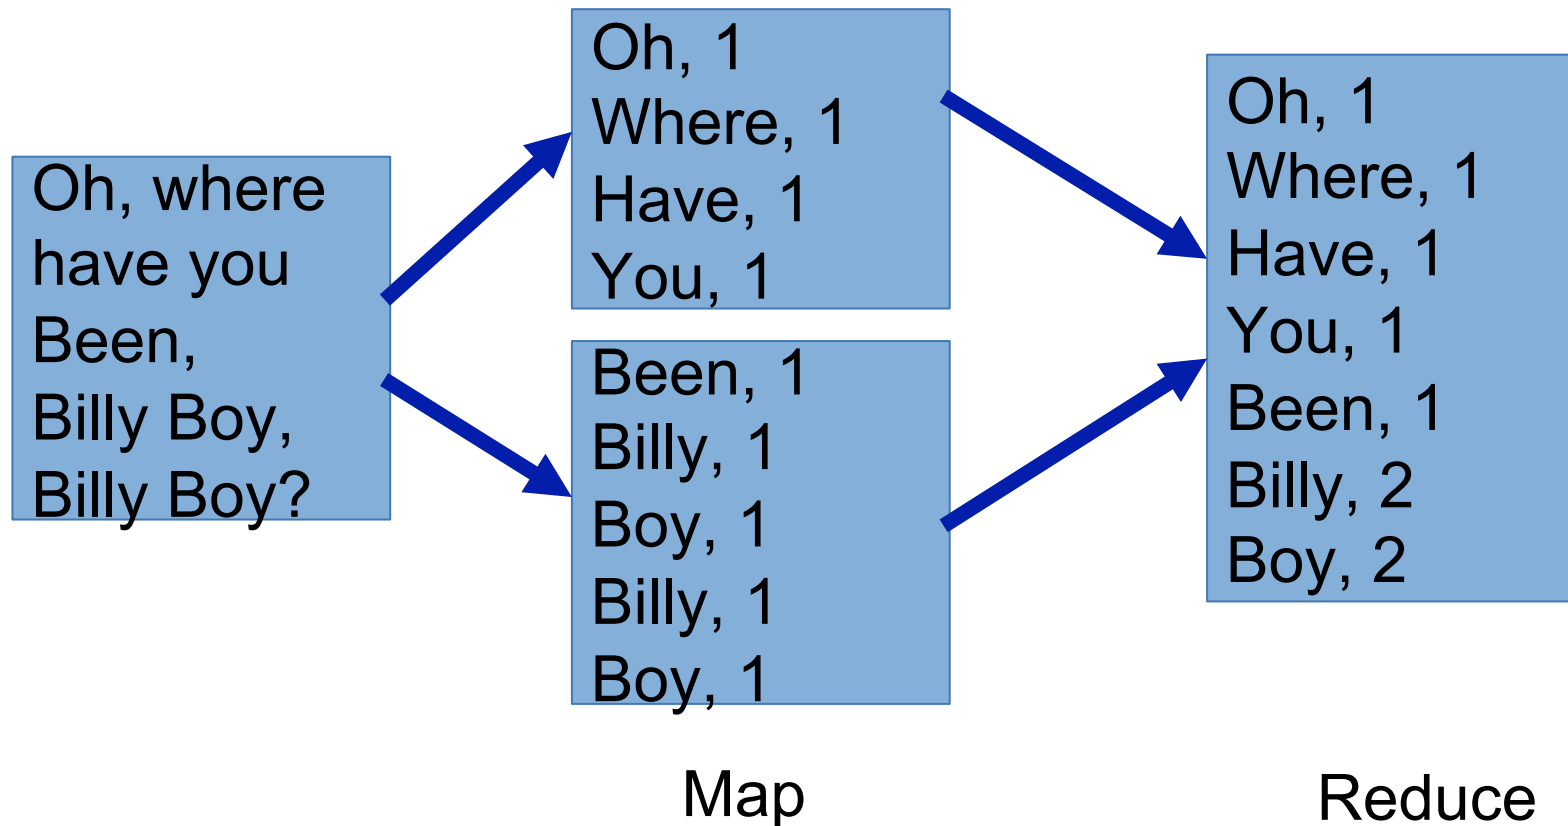 Oh, where
have you
Been,
Billy Boy,
Billy Boy?
Oh, 1
Where, 1
Have, 1
You, 1
Been, 1
Billy, 1
Boy, 1
Billy, 1
Boy, 1
Map
Oh, 1
Where, 1
Have, 1
You, 1
Been, 1
Billy, 2
Boy, 2
Reduce